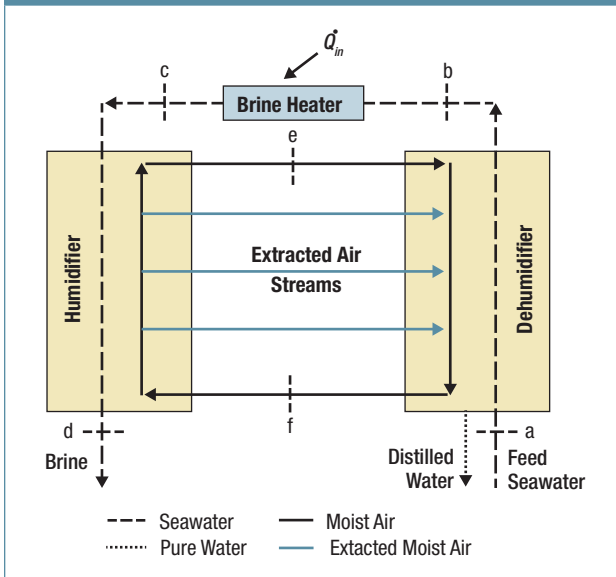 Q̇in
c
b
Brine Heater
e
Humidifier
Extracted Air
Streams
Dehumidifier
f
d
a
Brine
Distilled
Water
Feed
Seawater
Seawater
Moist Air
Pure Water
Extacted Moist Air